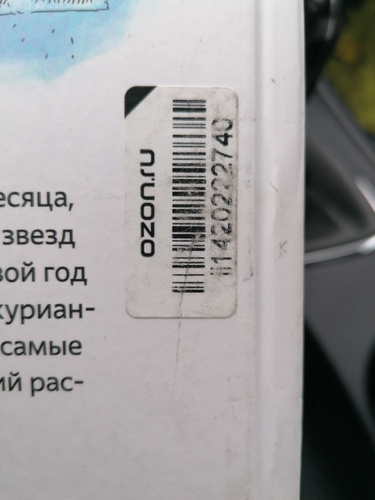 ozon.ru
ii1420222740
есяца,
звезд
вой год
куриан-
самые
ий рас-